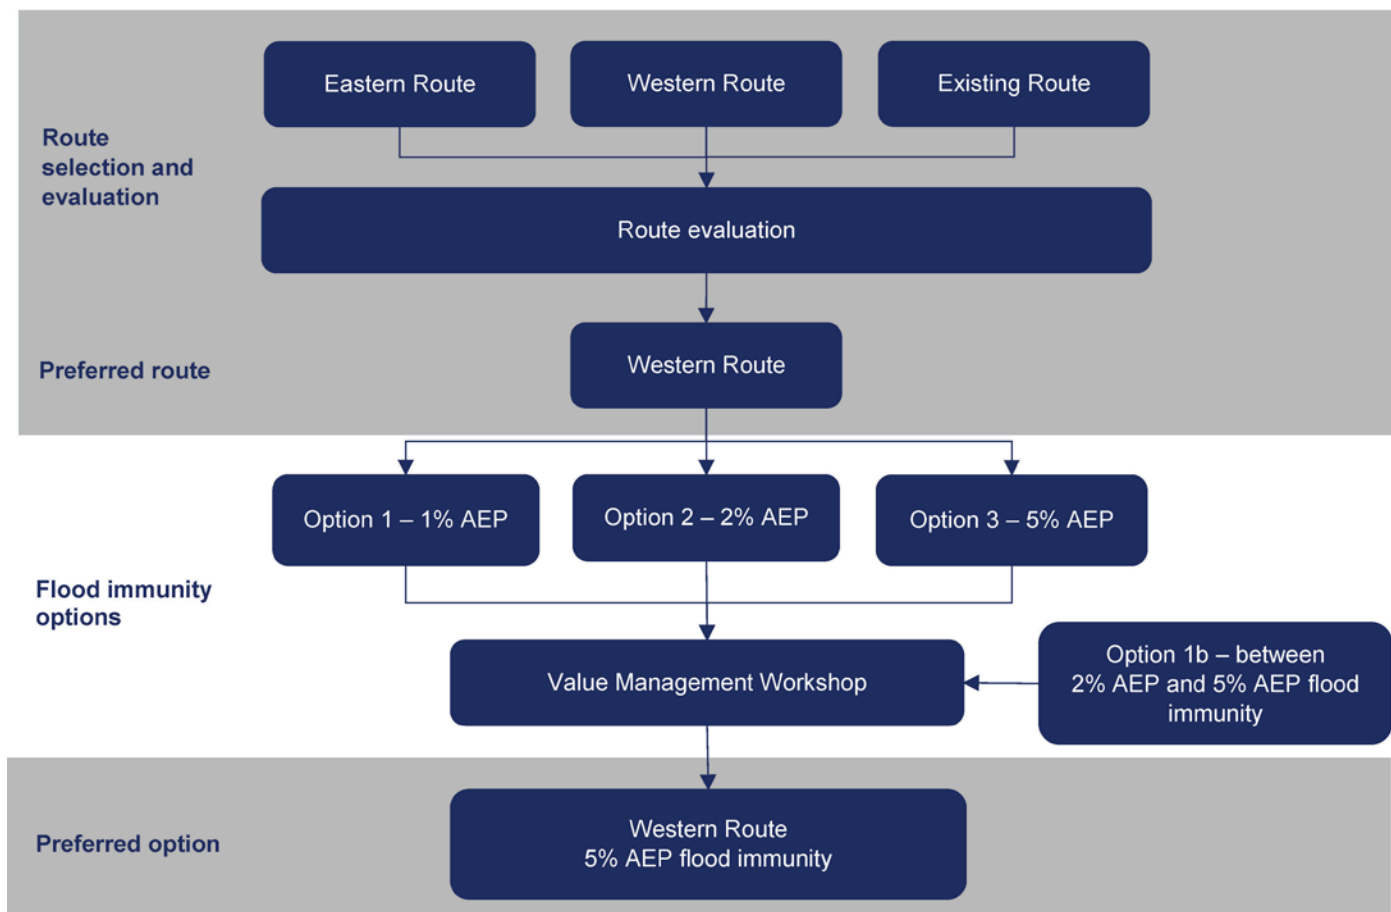 Eastern Route
Western Route
Existing Route
Route
selection and
evaluation
Route evaluation
Preferred route
Western Route
Option 1 – 1% AEP
Option 2 – 2% AEP
Option 3 – 5% AEP
Flood immunity
options
Value Management Workshop
Option 1b – between
2% AEP and 5% AEP flood
immunity
Preferred option
Western Route
5% AEP flood immunity